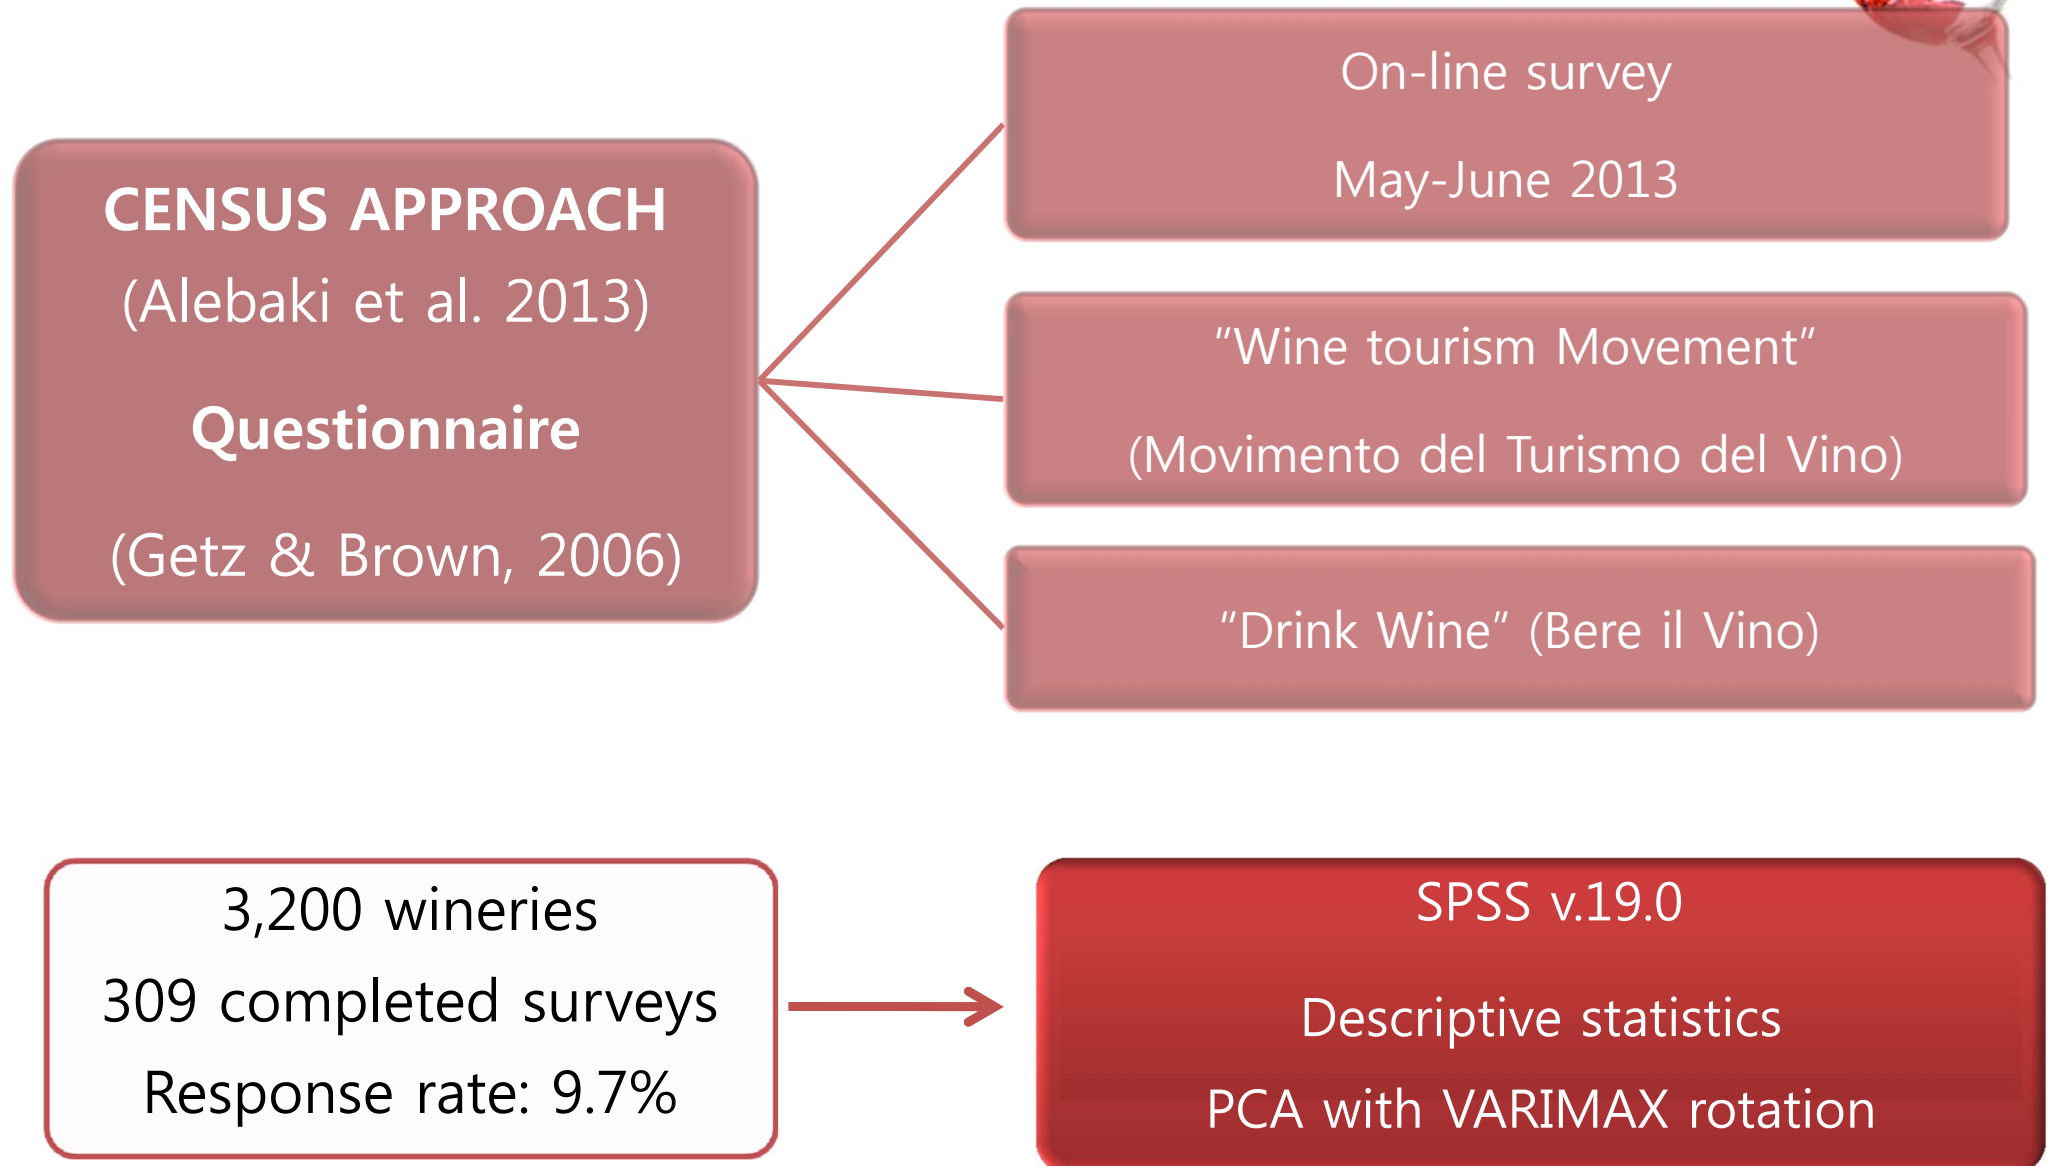 CENSUS APPROACH
(Alebaki et al. 2013)
Questionnaire
(Getz & Brown, 2006)
On-line survey
May-June 2013
"Wine tourism Movement"
(Movimento del Turismo del Vino)
"Drink Wine" (Bere il Vino)
3,200 wineries
309 completed surveys
Response rate: 9.7%
SPSS v.19.0
Descriptive statistics
PCA with VARIMAX rotation